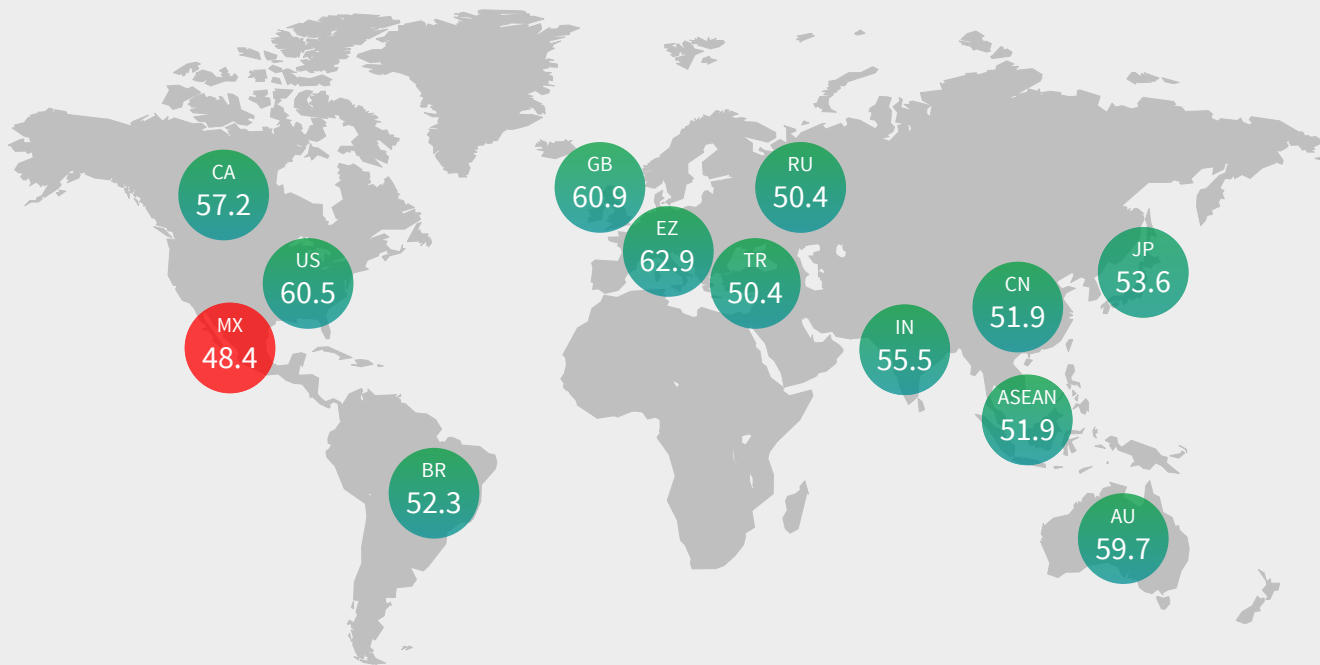 CA
57.2
US
60.5
MX
48.4
BR
52.3
GB
60.9
EZ
62.9
TR
50.4
RU
50.4
IN
55.5
CN
51.9
JP
53.6
ASEAN
51.9
AU
59.7